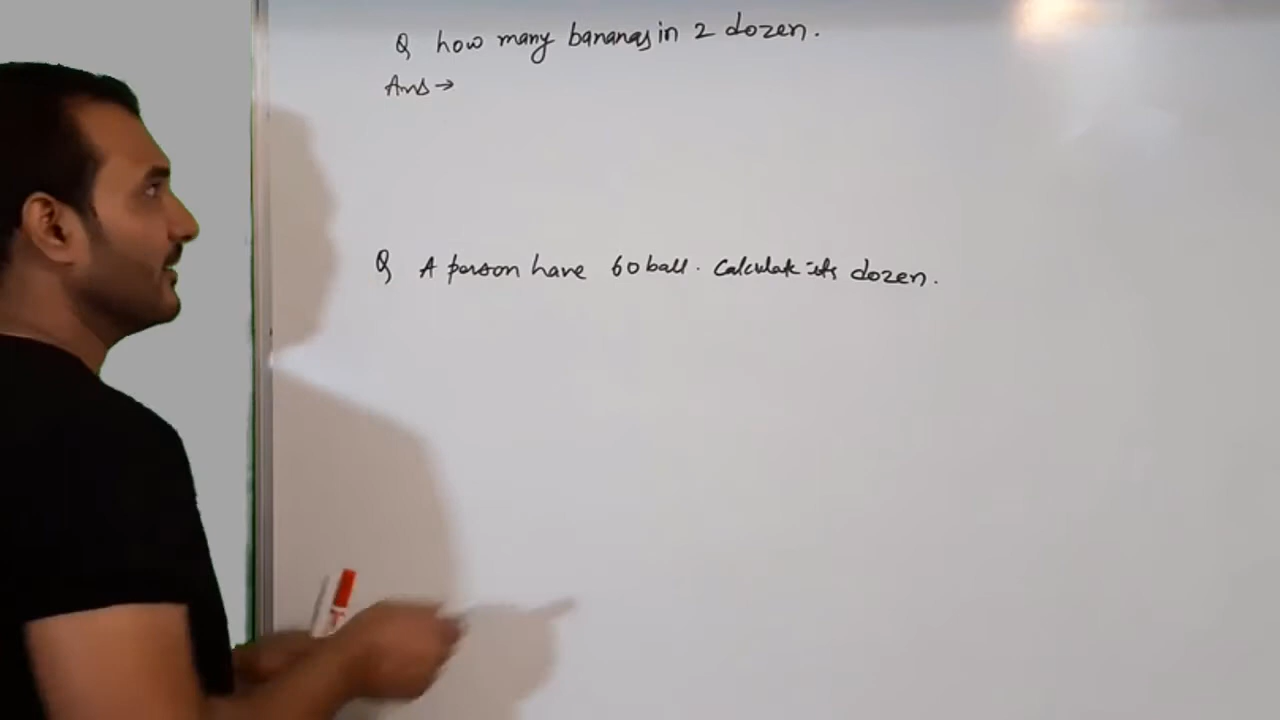 Q how many bananas in 2 dozen.
Ans →
Q A person have 60 ball. Calculate its dozen.